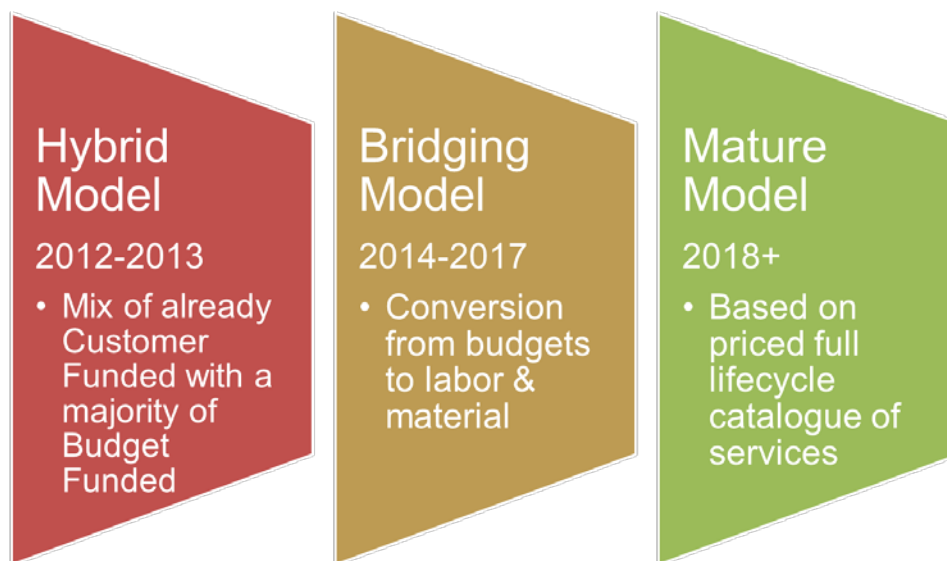 Hybrid
Model
2012-2013
• Mix of already
Customer
Funded with a
majority of
Budget
Funded
Bridging
Model
2014-2017
• Conversion
from budgets
to labor &
material
Mature
Model
2018+
• Based on
priced full
lifecycle
catalogue of
services